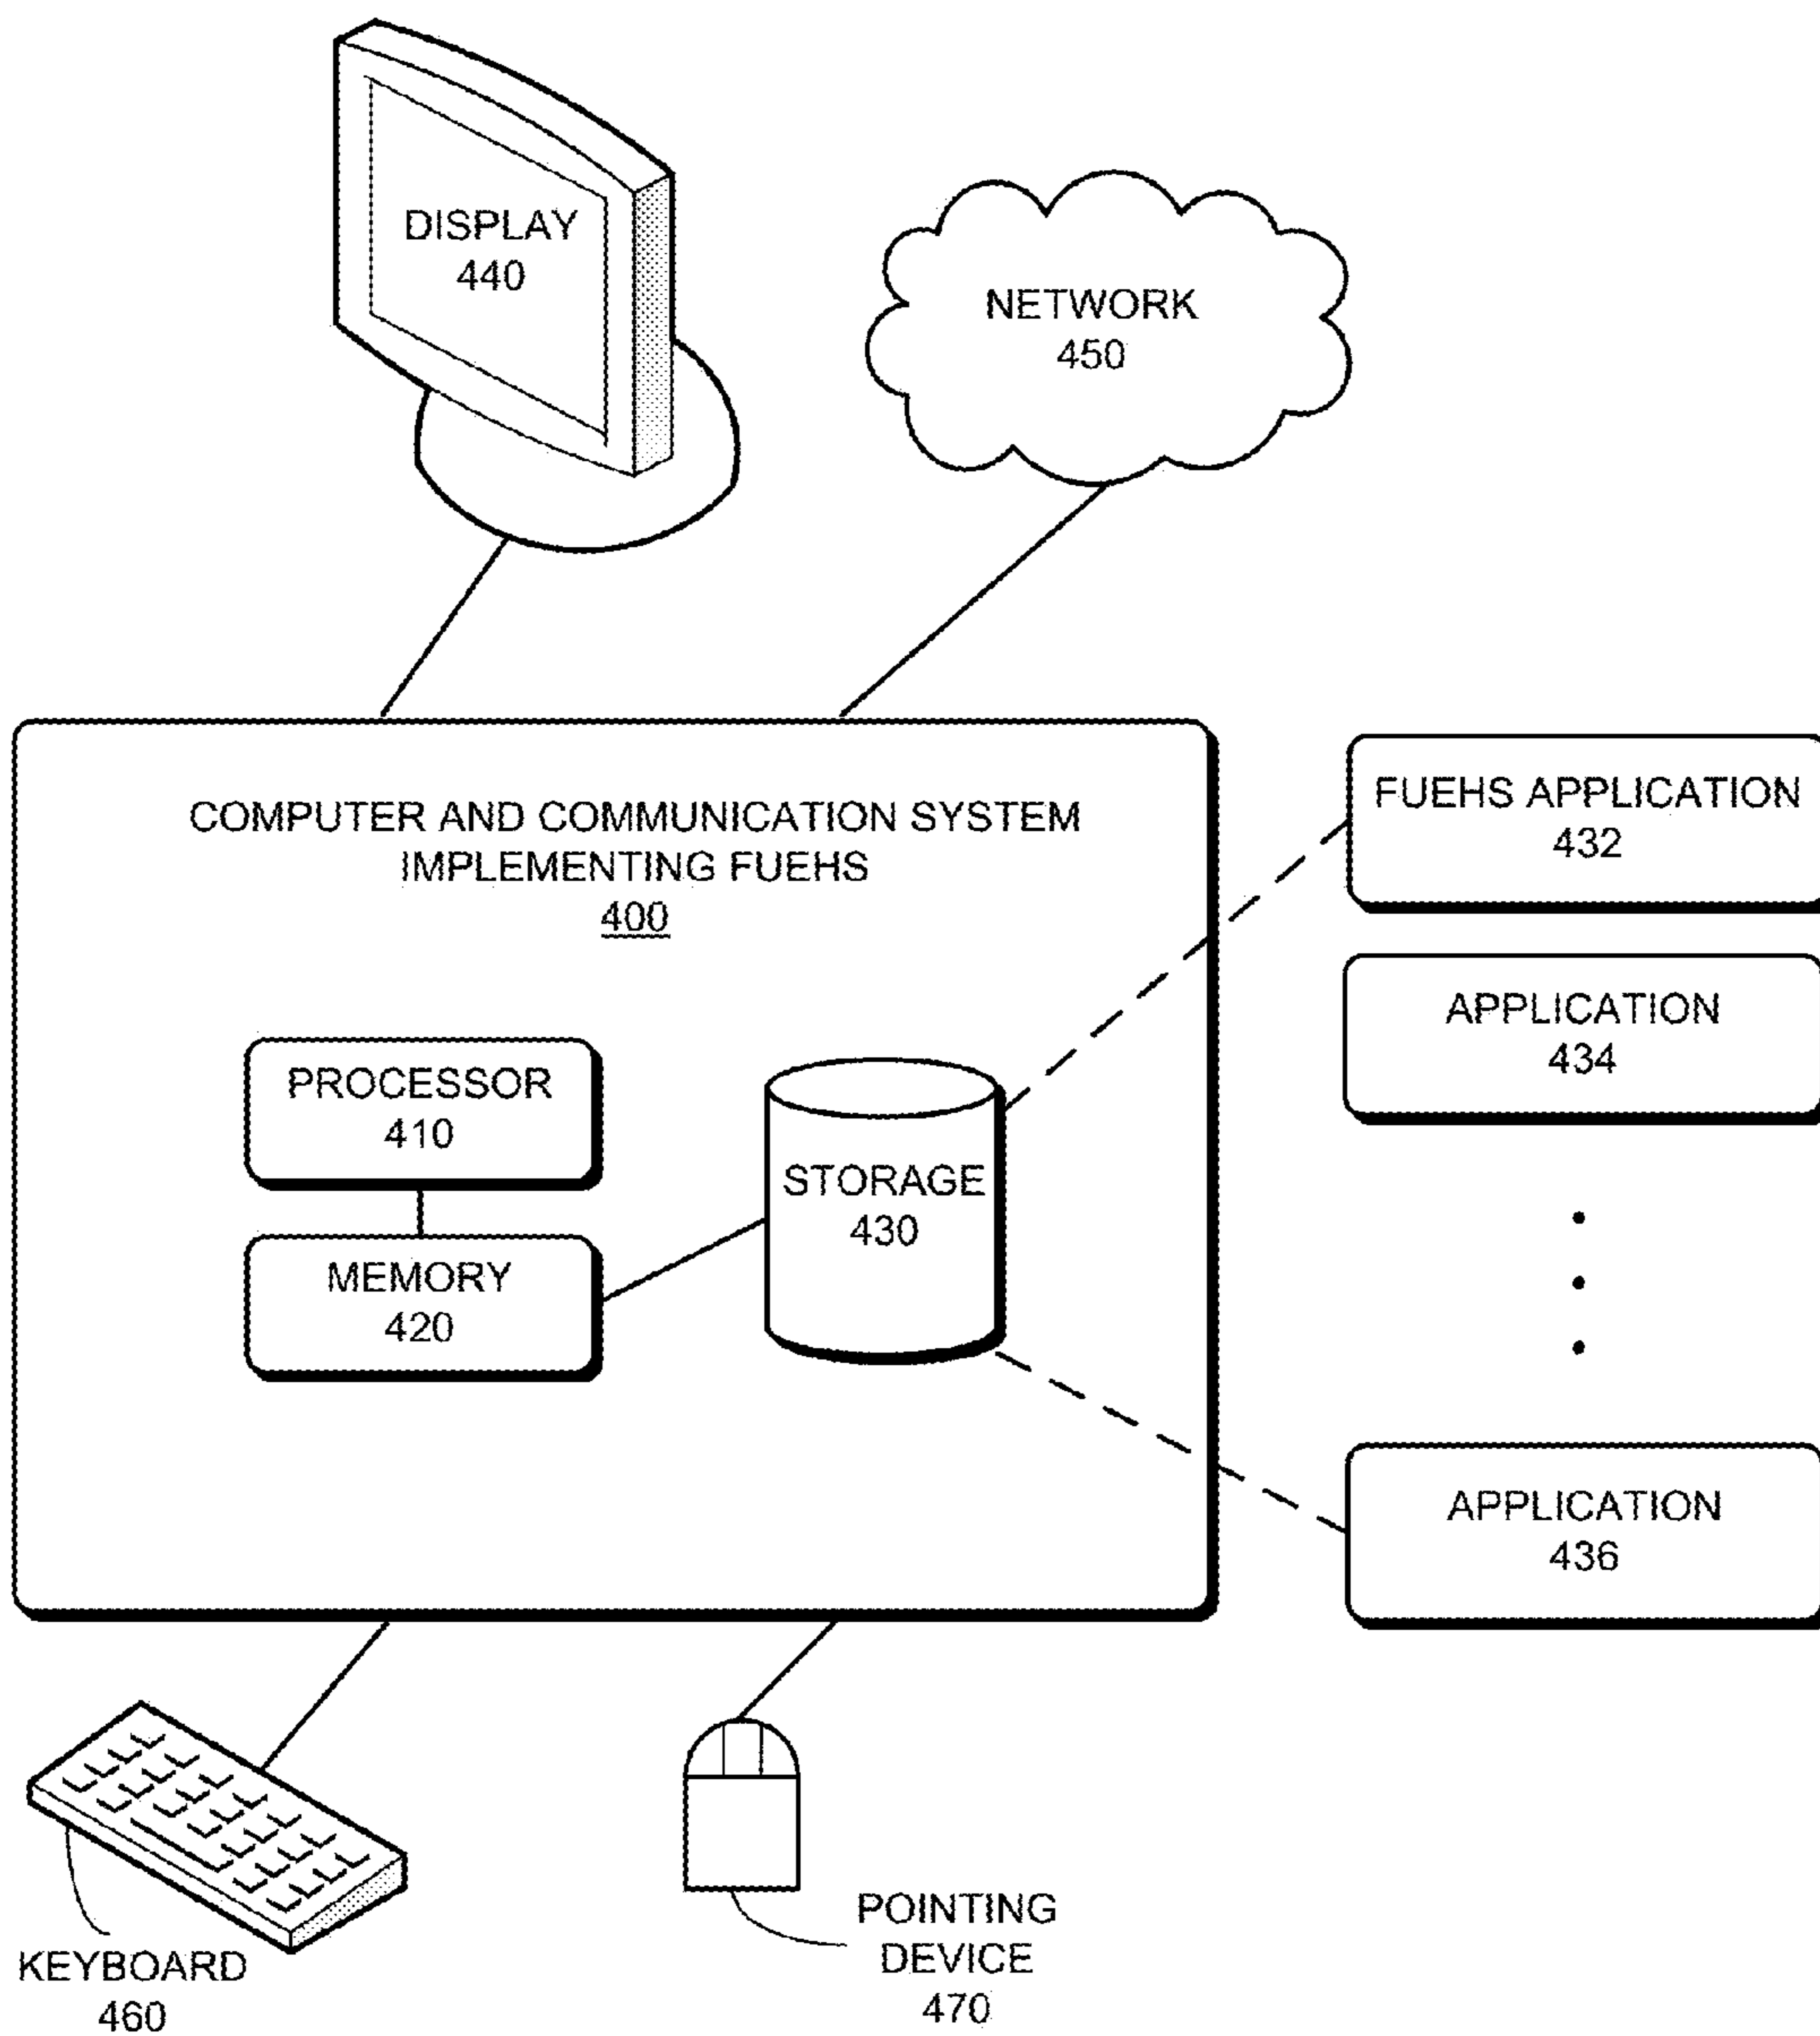 DISPLAY
440
NETWORK
450
COMPUTER AND COMMUNICATION SYSTEM
IMPLEMENTING FUEHS
400
FUEHS APPLICATION
432
APPLICATION
434
PROCESSOR
410
STORAGE
430
MEMORY
420
APPLICATION
436
KEYBOARD
460
POINTING
DEVICE
470